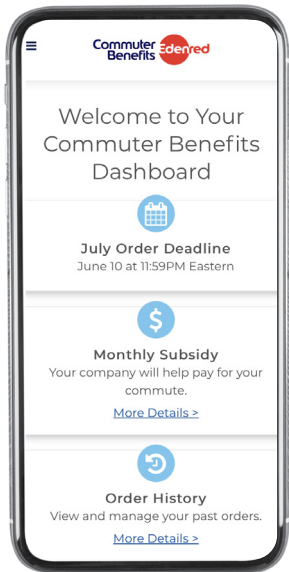 Commuter
Benefits
Edenred
Welcome to Your
Commuter Benefits
Dashboard
July Order Deadline
June 10 at 11:59PM Eastern
Monthly Subsidy
Your company will help pay for your
commute.
More Details >
Order History
View and manage your past orders.
More Details >